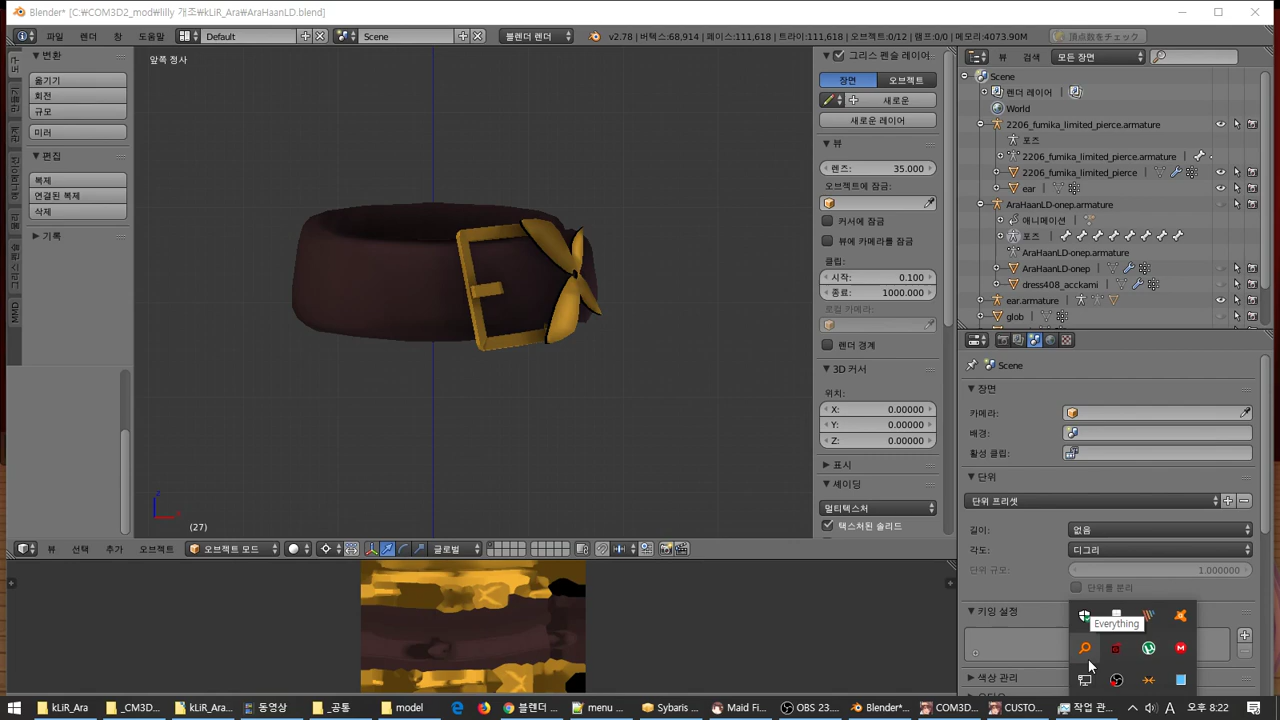 Blender* [C:₩COM3D2_mod₩lilly 개조₩kLiR_Ara₩AraHaanLD.blend]
파일
렌더
창
도움말
Default
Scene
블렌더 렌더
v2.78 | 버텍스:68,914 | 페이스:111,618 | 트라이:111,618 | 오브젝트:0/12 | 램프:0/0 | 메모리:4073.90M
頂点数をチェック
변환
옮기기
회전
규모
미러
편집
복제
연결된 복제
삭제
기록
관계
애니메이션
물리
그리스 펜슬
MMD
앞쪽 정사
(27)
그리스 펜슬 레이어
장면
오브젝트
새로운
새로운 레이어
뷰
렌즈: 35.000
오브젝트에 잠금:
커서에 잠금
뷰에 카메라를 잠금
클립:
시작: 0.100
종료: 1000.000
로컬 카메라:
렌더 경계
3D 커서
위치:
X: 0.00000
Y: 0.00000
Z: 0.00000
표시
셰이딩
멀티텍스처
텍스처된 솔리드
뷰
검색
모든 장면
Scene
렌더 레이어
World
2206_fumika_limited_pierce.armature
포즈
2206_fumika_limited_pierce.armature
2206_fumika_limited_pierce
ear
AraHaanLD-onep.armature
애니메이션
포즈
AraHaanLD-onep.armature
AraHaanLD-onep
dress408_acckami
ear.armature
glob
Scene
장면
카메라:
배경:
활성 클립:
단위
단위 프리셋
길이: 없음
각도: 디그리
단위 규모: 1.000000
단위를 분리
키잉 설정
색상 관리
Everything
뷰
선택
추가
오브젝트
오브젝트 모드
글로벌
kLiR_Ara
_CM3D...
kLiR_Ara...
동영상
_공통
model
블렌더 ...
menu ...
Sybaris ...
Maid Fi...
OBS 23....
Blender*...
COM3D...
CUSTO...
작업 관...
A
오후 8:22